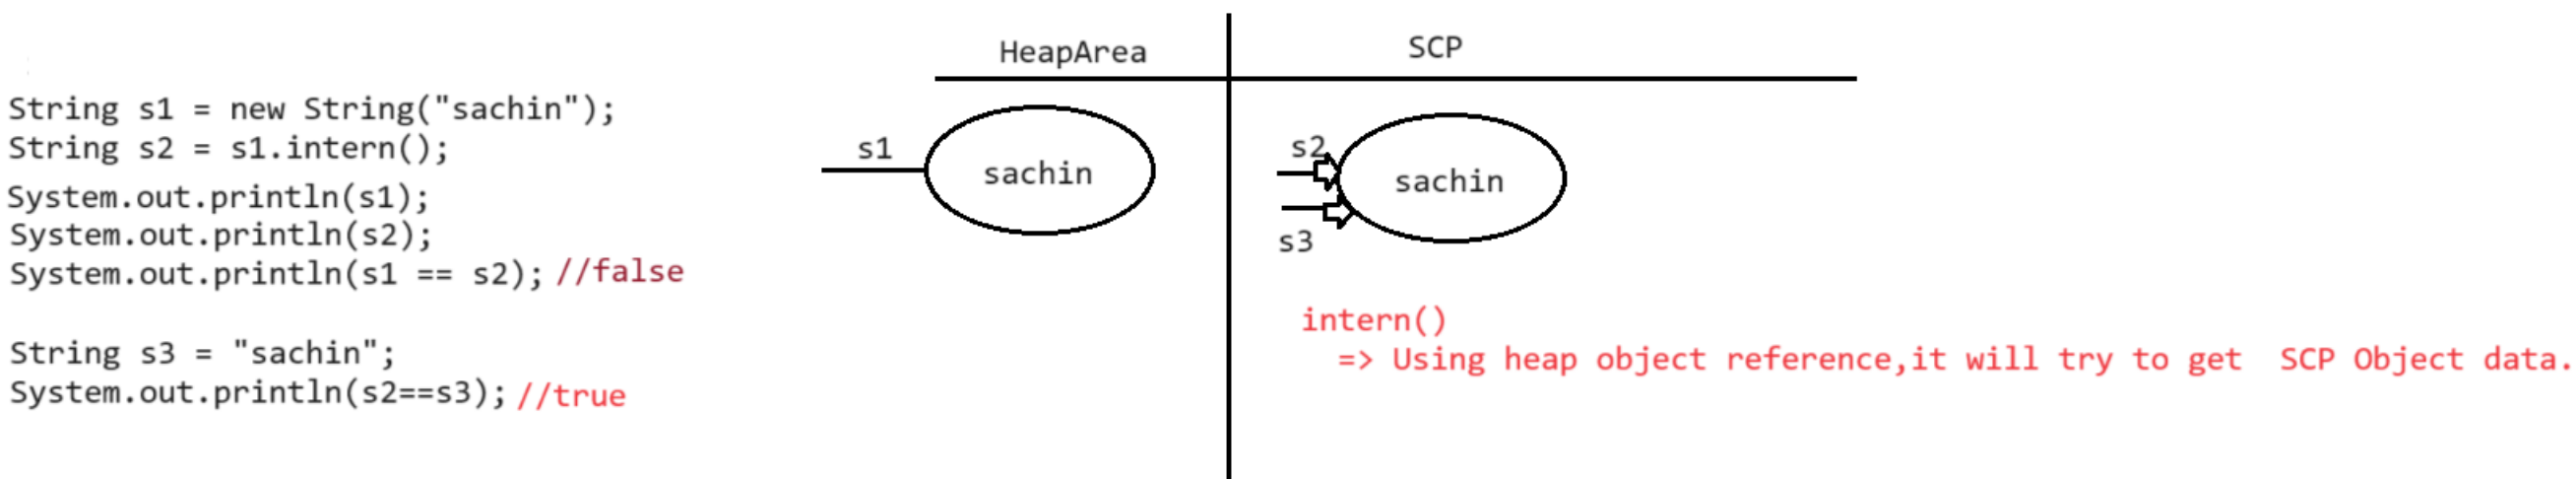 String s1 = new String("sachin");
String s2 = s1.intern();
System.out.println(s1);
System.out.println(s2);
System.out.println(s1 == s2); //false
String s3 = "sachin";
System.out.println(s2==s3); //true
HeapArea
SCP
s1
sachin
s2
sachin
s3
intern()
=> Using heap object reference,it will try to get  SCP Object data.